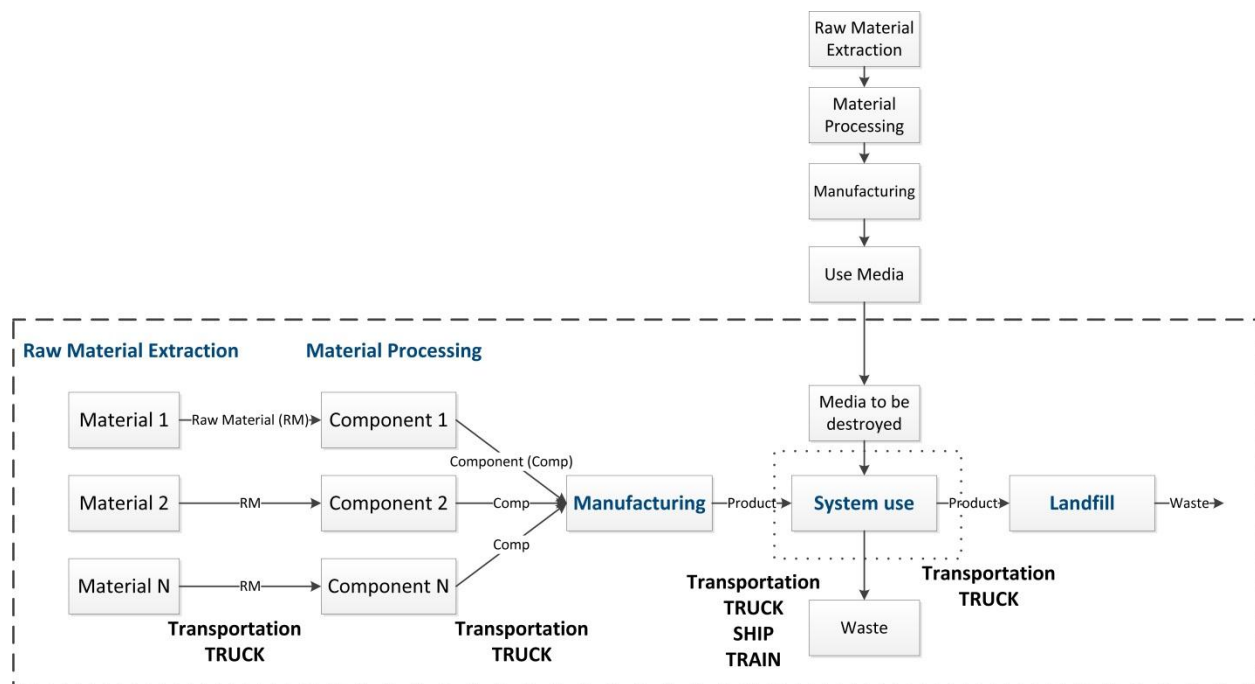 Raw Material
Extraction
Material
Processing
Manufacturing
Use Media
Raw Material Extraction
Material Processing
Media to be
destroyed
Material 1
Raw Material (RM)
Component 1
Component (Comp)
Material 2
RM
Component 2
Comp
Manufacturing
Product
System use
Product
Landfill
Waste
Comp
Material N
RM
Component N
Transportation
TRUCK
Transportation
TRUCK
Transportation
TRUCK
SHIP
TRAIN
Waste
Transportation
TRUCK